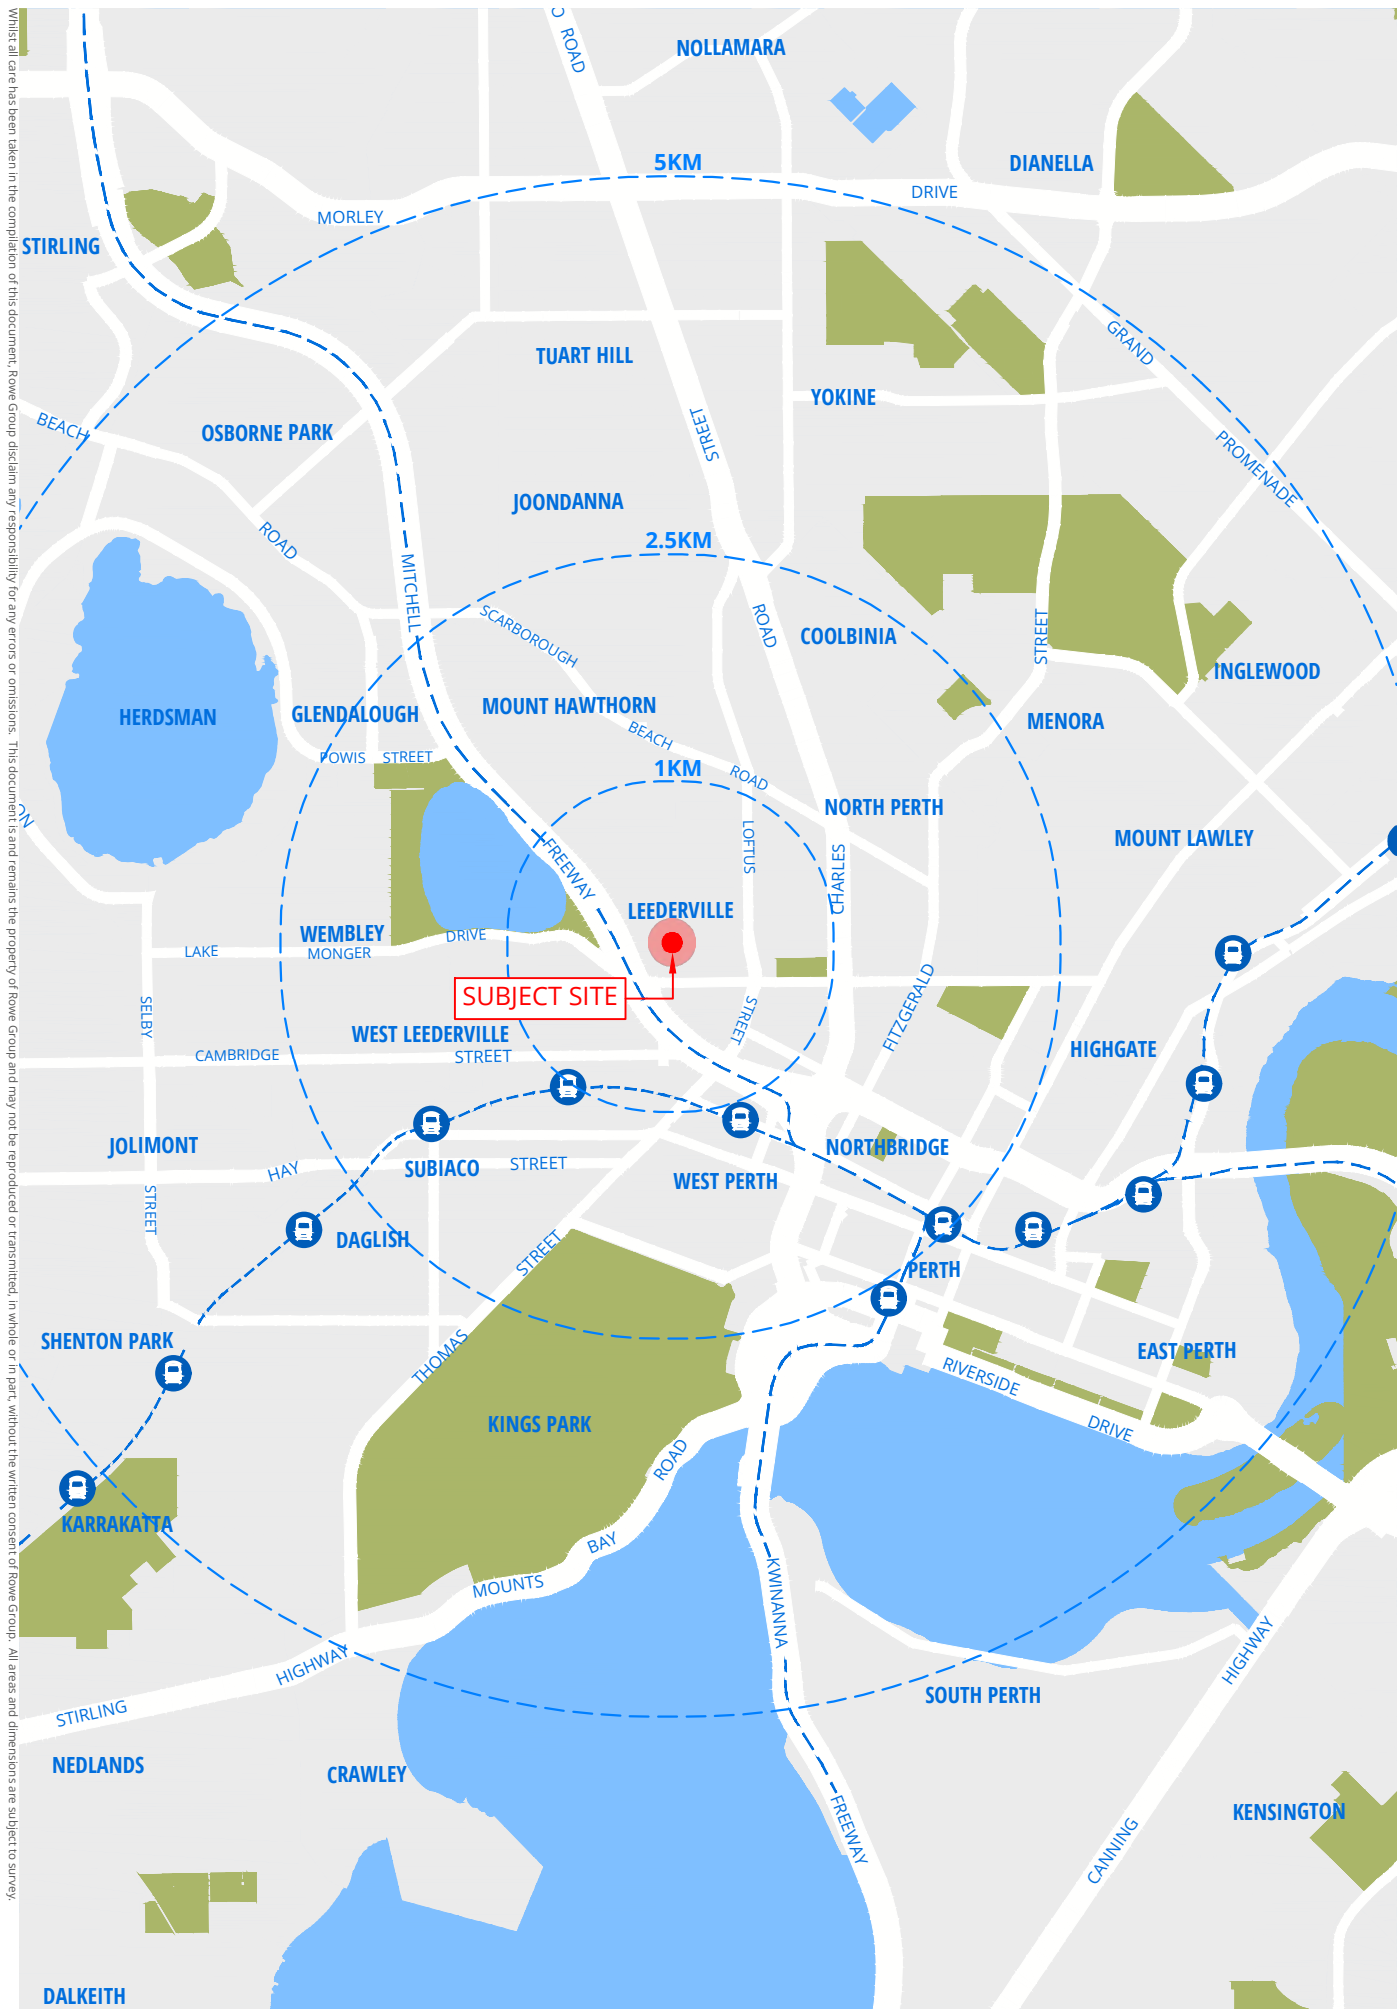 Whilst all care has been taken in the compilation of this document, Rowe Group disclaim any responsibility for any errors or omissions. This document is and remains the property of Rowe Group and may not be reproduced or transmitted, in whole or in part, without the written consent of Rowe Group. All areas and dimensions are subject to survey.
O ROAD
NOLLAMARA
5KM
DIANELLA
DRIVE
MORLEY
STIRLING
GRAND
TUART HILL
YOKINE
BEACH
OSBORNE PARK
STREET
PROMENADE
JOONDANNA
ROAD
2.5KM
MITCHELL
SCARBOROUGH
ROAD
COOLBINIA
STREET
INGLEWOOD
HERDSMAN
GLENDALOUGH
MOUNT HAWTHORN
MENORA
BEACH
POWIS STREET
1KM
ROAD
NORTH PERTH
ON
LOFTUS
MOUNT LAWLEY
FREEWAY
CHARLES
LEEDERVILLE
WEMBLEY
DRIVE
LAKE
MONGER
SUBJECT SITE
SELBY
STREET
FITZGERALD
WEST LEEDERVILLE
CAMBRIDGE
STREET
HIGHGATE
JOLIMONT
NORTHBRIDGE
HAY
SUBIACO
STREET
WEST PERTH
STREET
DAGLISH
STREET
PERTH
SHENTON PARK
THOMAS
EAST PERTH
RIVERSIDE
KINGS PARK
DRIVE
ROAD
KARRAKATTA
BAY
MOUNTS
KWINANNA
HIGHWAY
HIGHWAY
SOUTH PERTH
STIRLING
NEDLANDS
CRAWLEY
KENSINGTON
FREEWAY
CANNING
DALKEITH